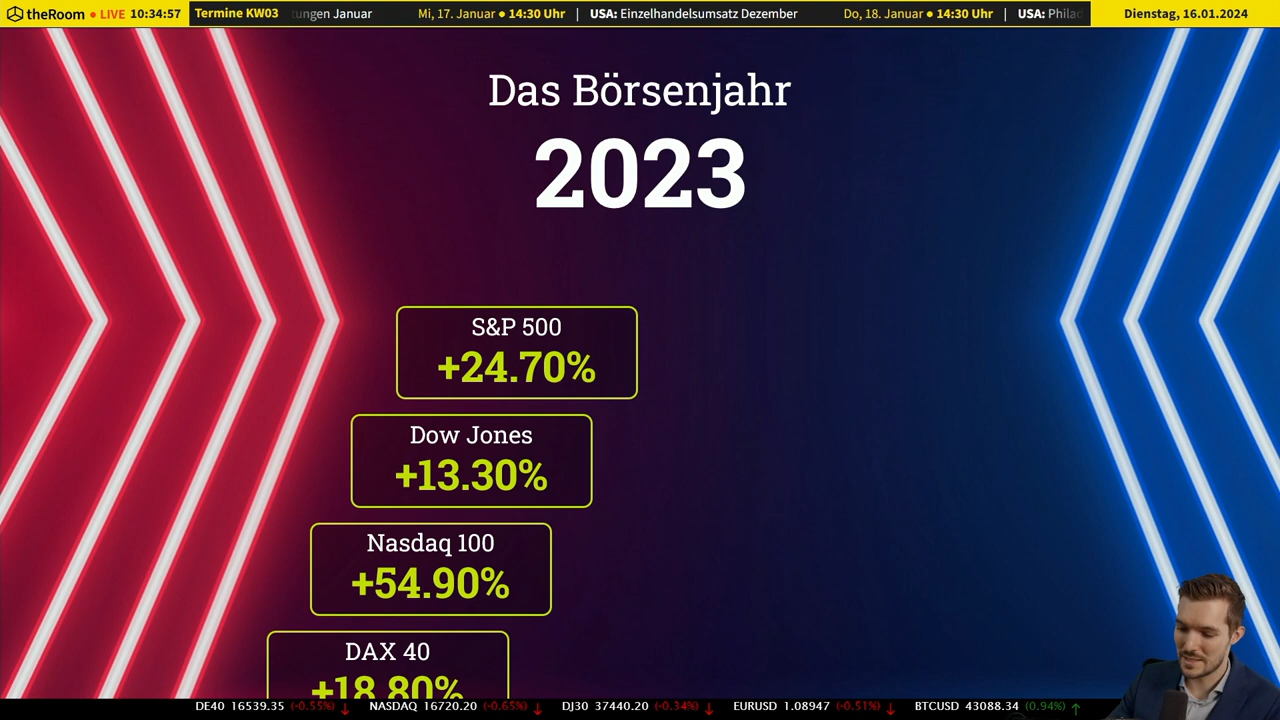 theRoom • LIVE 10:34:57 Termine KW03 tungen Januar Mi, 17. Januar • 14:30 Uhr | USA: Einzelhandelsumsatz Dezember Do, 18. Januar • 14:30 Uhr | USA: Dienstag, 16.01.2024
Das Börsenjahr
2023
S&P 500
+24.70%
Dow Jones
+13.30%
Nasdaq 100
+54.90%
DAX 40
+18.80%
DE40 16539.35 (-0.55%) ↓ NASDAQ 16720.20 (-0.65%) ↓ DJ30 37440.20 (-0.34%) ↓ EURUSD 1.08947 (-0.51%) ↓ BTCUSD 43088.34 (0.94%) ↑